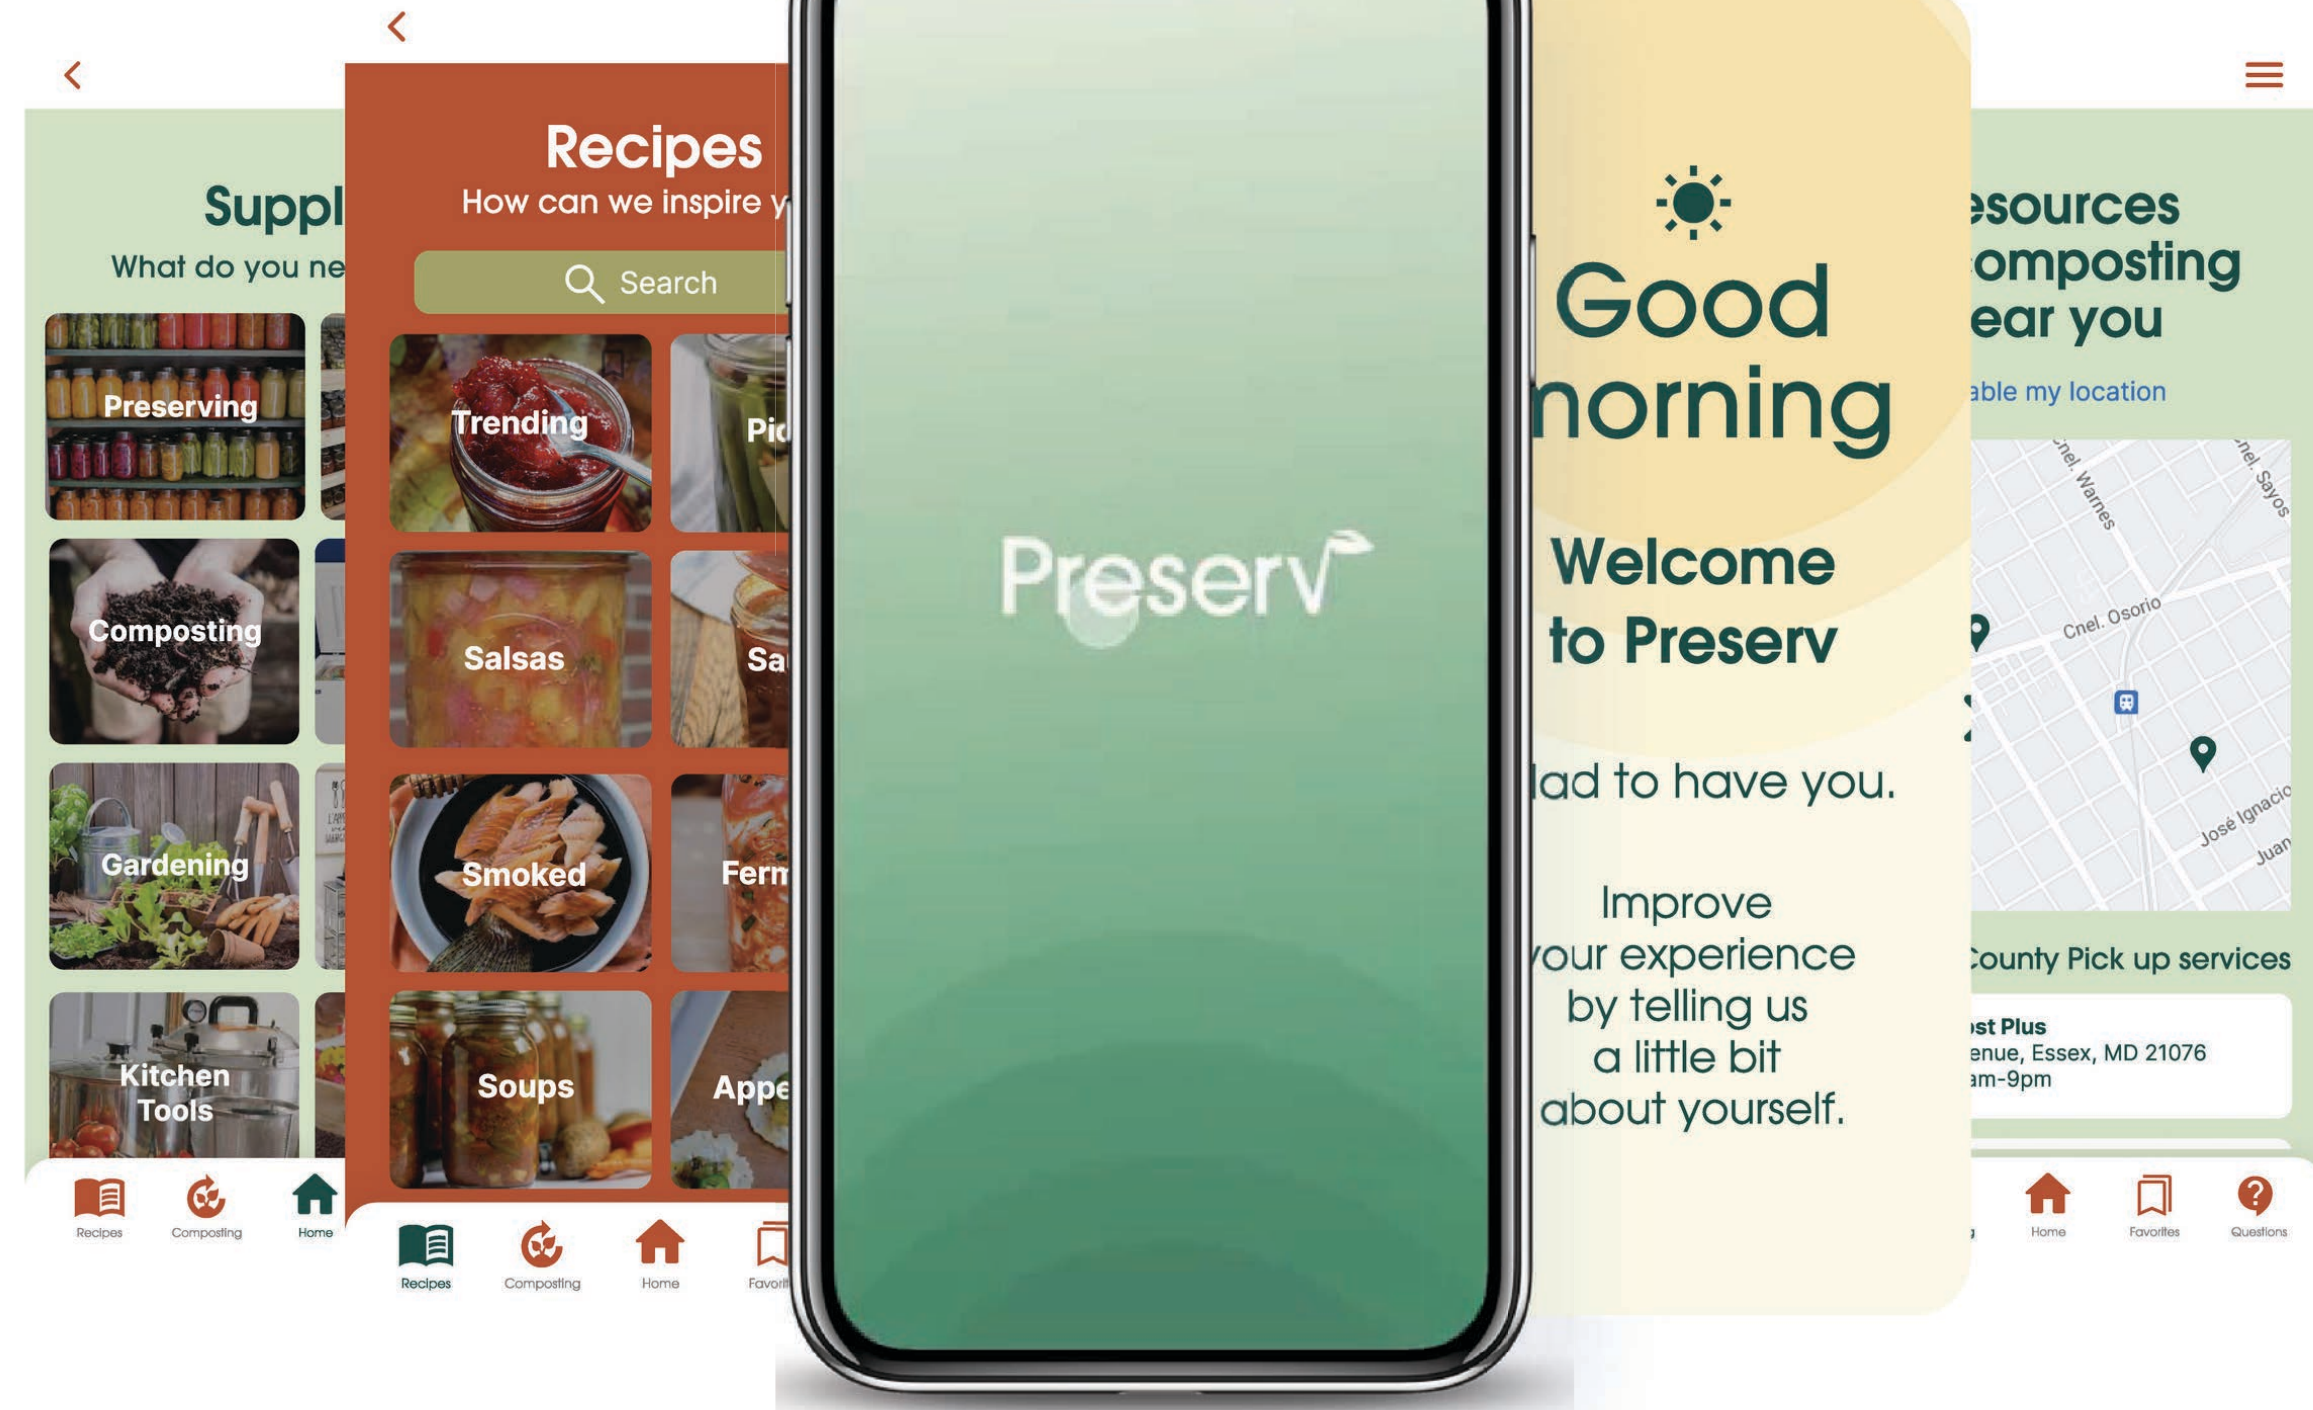 Suppl
What do you ne
Preserving
Composting
Gardening
Kitchen
Tools
Recipes
Composting
Home
Recipes
How can we inspire y
Search
Trending
Pic
Salsas
Sa
Smoked
Ferm
Soups
Appe
Recipes
Composting
Home
Favorit
Preserv
Good
morning
Welcome
to Preserv
lad to have you.
Improve
your experience
by telling us
a little bit
about yourself.
esources
omposting
ear you
able my location
Cnel. Warnes
nel. Sayos
Cnel. Osorio
José Ignacio
Juan
County Pick up services
st Plus
enue, Essex, MD 21076
am-9pm
Home
Favorites
Questions